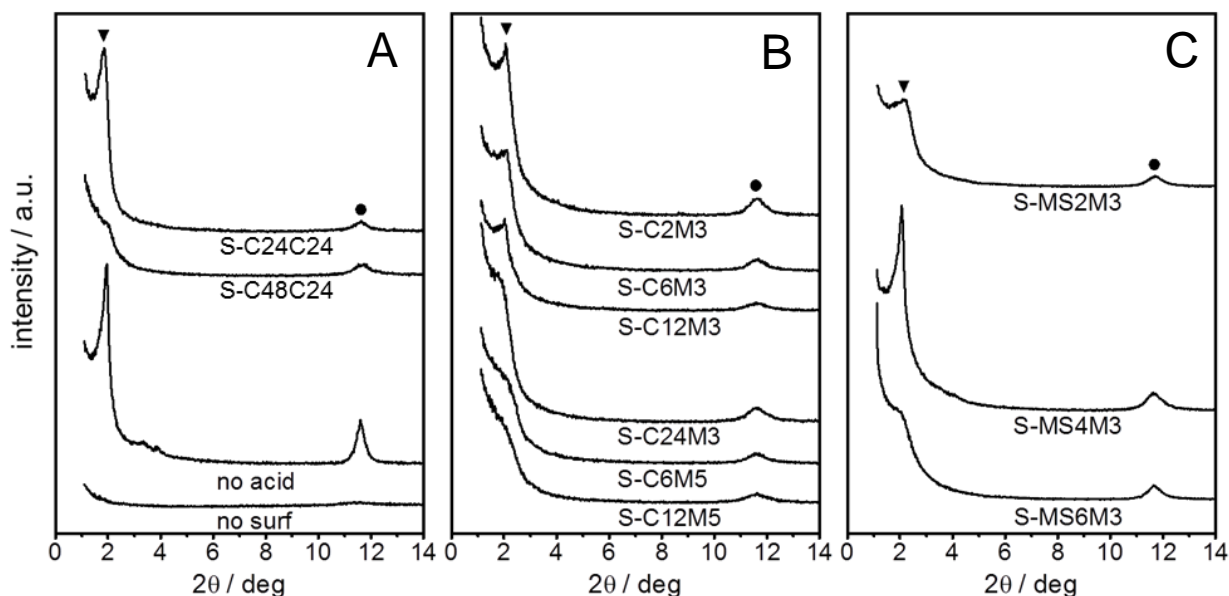 A
B
C
intensity / a.u.
S-C24C24
S-C48C24
no acid
no surf
0 2 4 6 8 10 12 14
2θ / deg
S-C2M3
S-C6M3
S-C12M3
S-C24M3
S-C6M5
S-C12M5
0 2 4 6 8 10 12 14
2θ / deg
S-MS2M3
S-MS4M3
S-MS6M3
0 2 4 6 8 10 12 14
2θ / deg